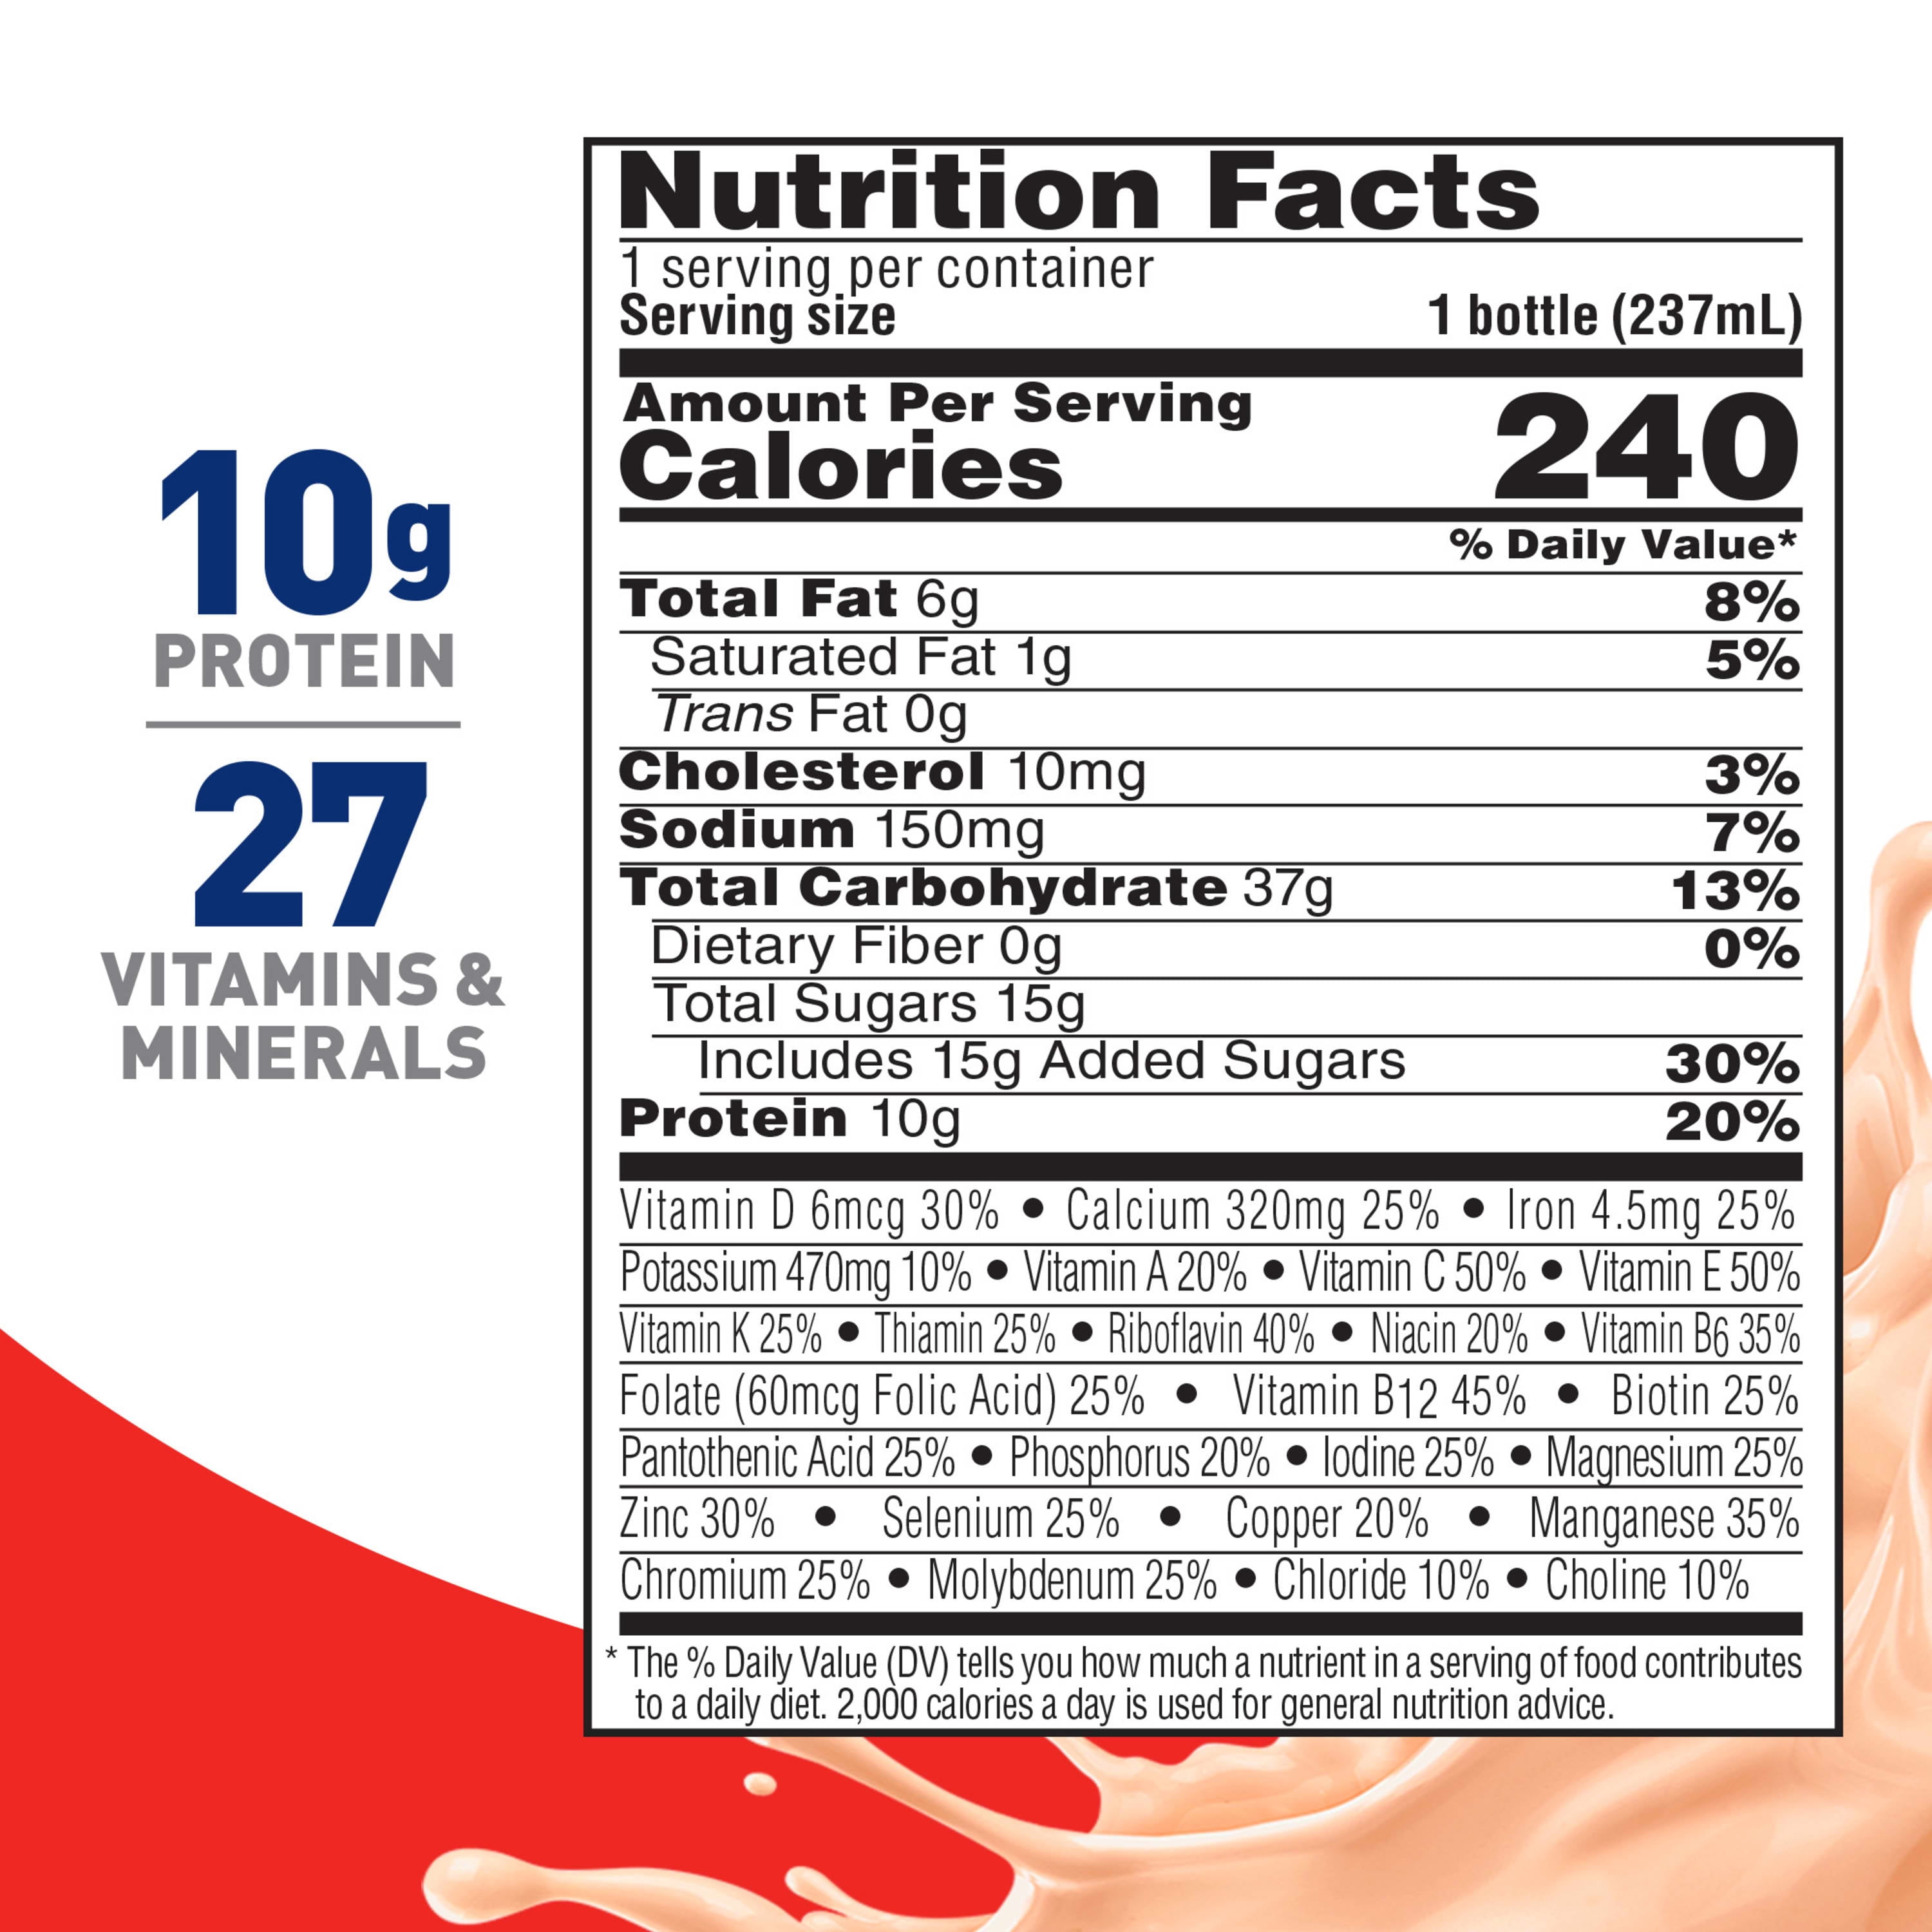 10g
PROTEIN
27
VITAMINS &
MINERALS
Nutrition Facts
1 serving per container
Serving size 1 bottle (237mL)
Amount Per Serving
Calories 240
% Daily Value*
Total Fat 6g 8%
Saturated Fat 1g 5%
Trans Fat 0g
Cholesterol 10mg 3%
Sodium 150mg 7%
Total Carbohydrate 37g 13%
Dietary Fiber 0g 0%
Total Sugars 15g
Includes 15g Added Sugars 30%
Protein 10g 20%
Vitamin D 6mcg 30% • Calcium 320mg 25% • Iron 4.5mg 25%
Potassium 470mg 10% • Vitamin A 20% • Vitamin C 50% • Vitamin E 50%
Vitamin K 25% • Thiamin 25% • Riboflavin 40% • Niacin 20% • Vitamin B6 35%
Folate (60mcg Folic Acid) 25% • Vitamin B12 45% • Biotin 25%
Pantothenic Acid 25% • Phosphorus 20% • Iodine 25% • Magnesium 25%
Zinc 30% • Selenium 25% • Copper 20% • Manganese 35%
Chromium 25% • Molybdenum 25% • Chloride 10% • Choline 10%
* The % Daily Value (DV) tells you how much a nutrient in a serving of food contributes
to a daily diet. 2,000 calories a day is used for general nutrition advice.